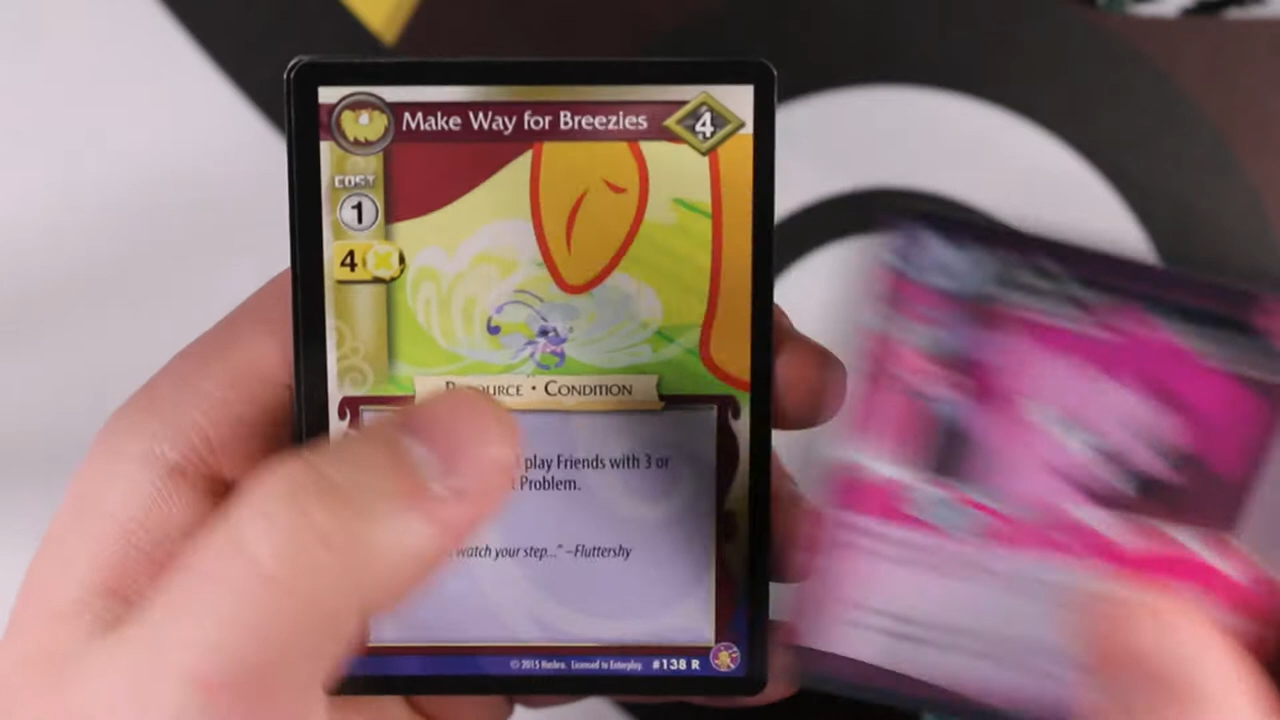 Make Way for Breezies
4
COST
1
4
RESOURCE • CONDITION
play Friends with 3 or
Problem.
watch your step..." –Fluttershy
© 2015 Hasbro. Licensed to Enterplay. #138 R